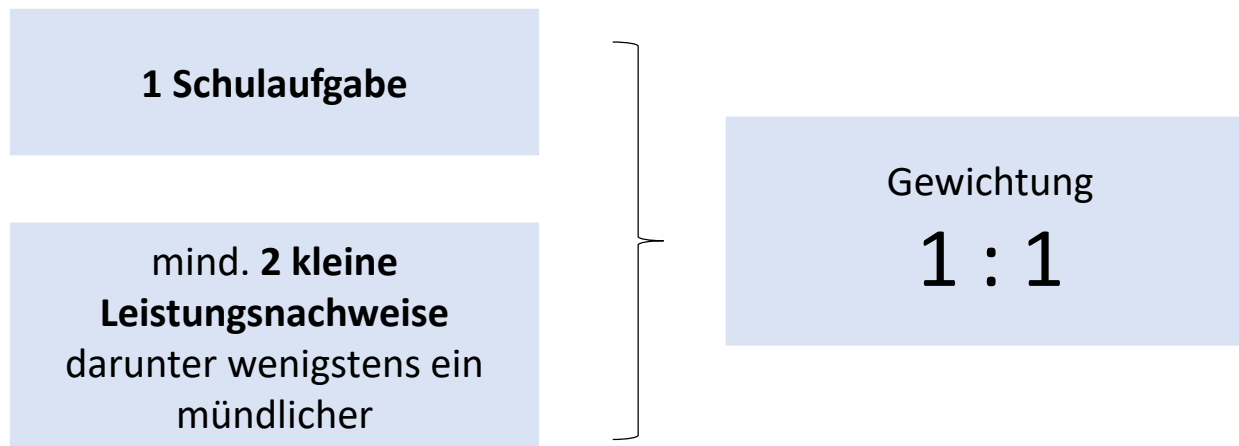 1 Schulaufgabe
mind. 2 kleine
Leistungsnachweise
darunter wenigstens ein
mündlicher
Gewichtung
1 : 1